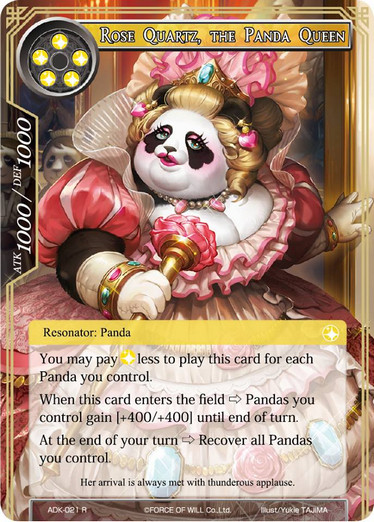 Rose Quartz, the Panda Queen
ATK 1000 / DEF 1000
Resonator: Panda
You may pay less to play this card for each
Panda you control.
When this card enters the field ⇨ Pandas you
control gain [+400/+400] until end of turn.
At the end of your turn ⇨ Recover all Pandas
you control.
Her arrival is always met with thunderous applause.
ADK-021 R ©FORCE OF WILL Co.,Ltd. Illust/Yukie TAJIMA